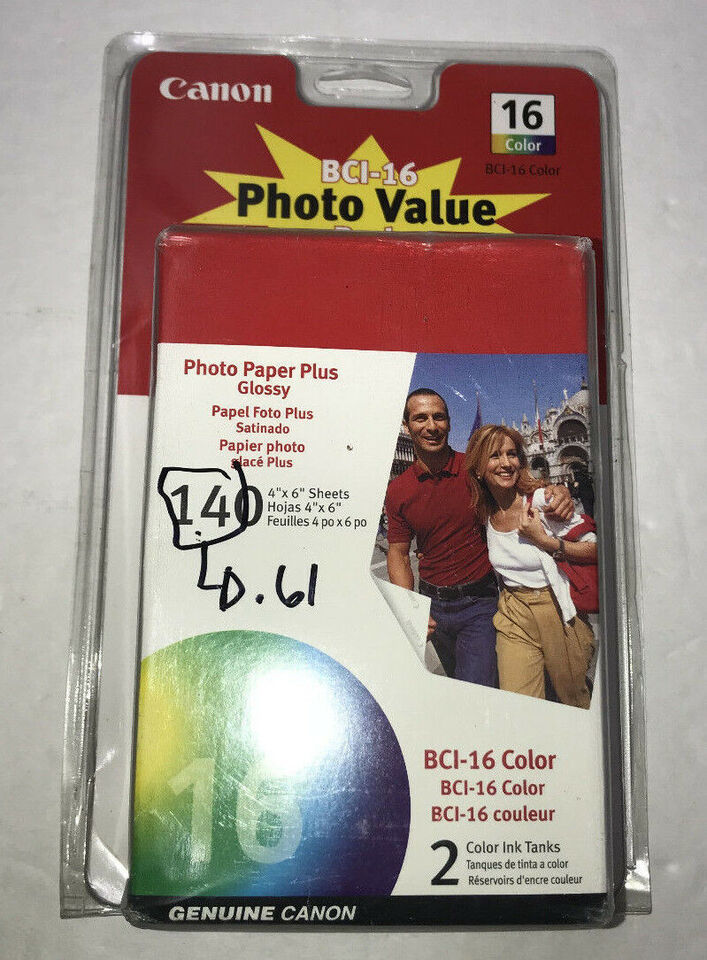 Canon
16
Color
BCI-16 Color
BCI-16
Photo Value
Photo Paper Plus
Glossy
Papel Foto Plus
Satinado
Papier photo
glacé Plus
140
4"x 6" Sheets
Hojas 4"x 6"
Feuilles 4 po x 6 po
D.61
16
BCI-16 Color
BCI-16 Color
BCI-16 couleur
2
Color Ink Tanks
Tanques de tinta a color
Réservoirs d'encre couleur
GENUINE CANON